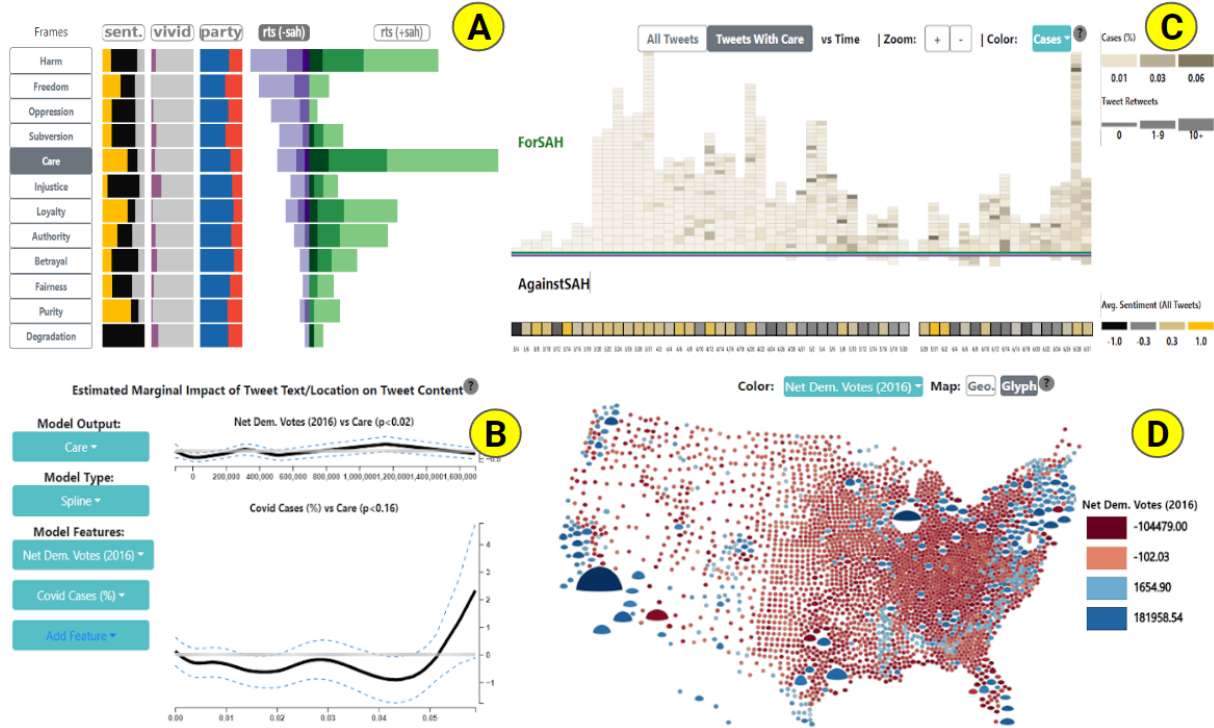 Frames sent. vivid party rts (-sah) rts (+sah) A
Harm
Freedom
Oppression
Subversion
Care
Injustice
Loyalty
Authority
Betrayal
Fairness
Purity
Degradation
All Tweets Tweets With Care vs Time | Zoom: + - | Color: Cases ? C
ForSAH
AgainstSAH
Cases (%)
0.01 0.03 0.06
Tweet Retweets
0 1-9 10+
Avg. Sentiment (All Tweets)
-1.0 -0.3 0.3 1.0
Estimated Marginal Impact of Tweet Text/Location on Tweet Content ?
B
Model Output:
Care
Model Type:
Spline
Model Features:
Net Dem. Votes (2016)
Covid Cases (%)
Add Feature
Net Dem. Votes (2016) vs Care (p<0.02)
0 200,000 400,000 600,000 800,000 1,000,000 1,200,000 1,400,000 1,600,000
Covid Cases (%) vs Care (p<0.16)
4
3
2
1
0
-1
0.00 0.01 0.02 0.03 0.04 0.05
Color: Net Dem. Votes (2016) Map: Geo. Glyph ?
D
Net Dem. Votes (2016)
-104479.00
-102.03
1654.90
181958.54